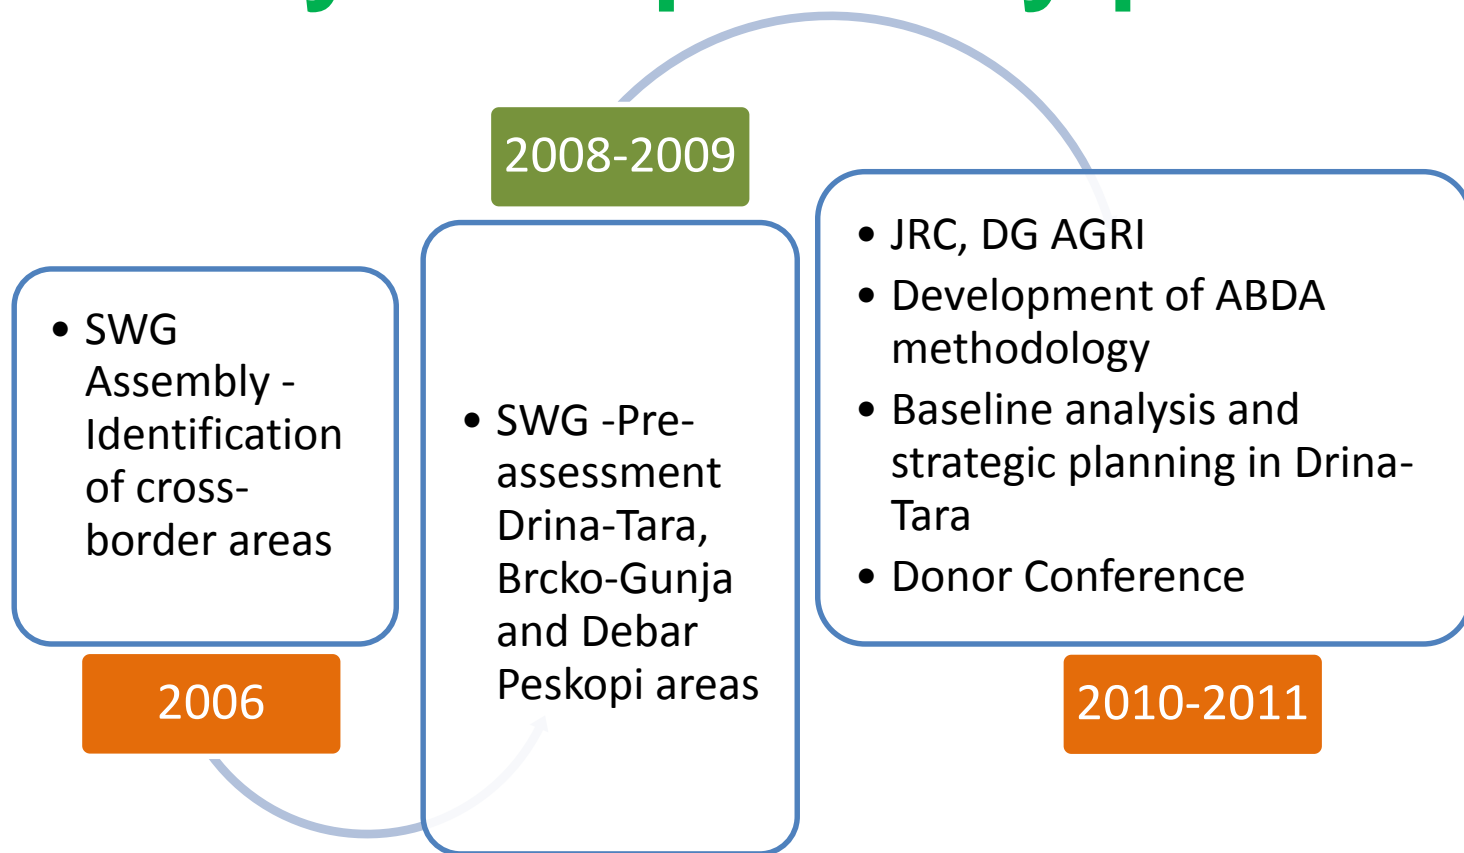 2006
• SWG
Assembly -
Identification
of cross-
border areas
2008-2009
• SWG -Pre-
assessment
Drina-Tara,
Brcko-Gunja
and Debar
Peskopi areas
2010-2011
• JRC, DG AGRI
• Development of ABDA
methodology
• Baseline analysis and
strategic planning in Drina-
Tara
• Donor Conference